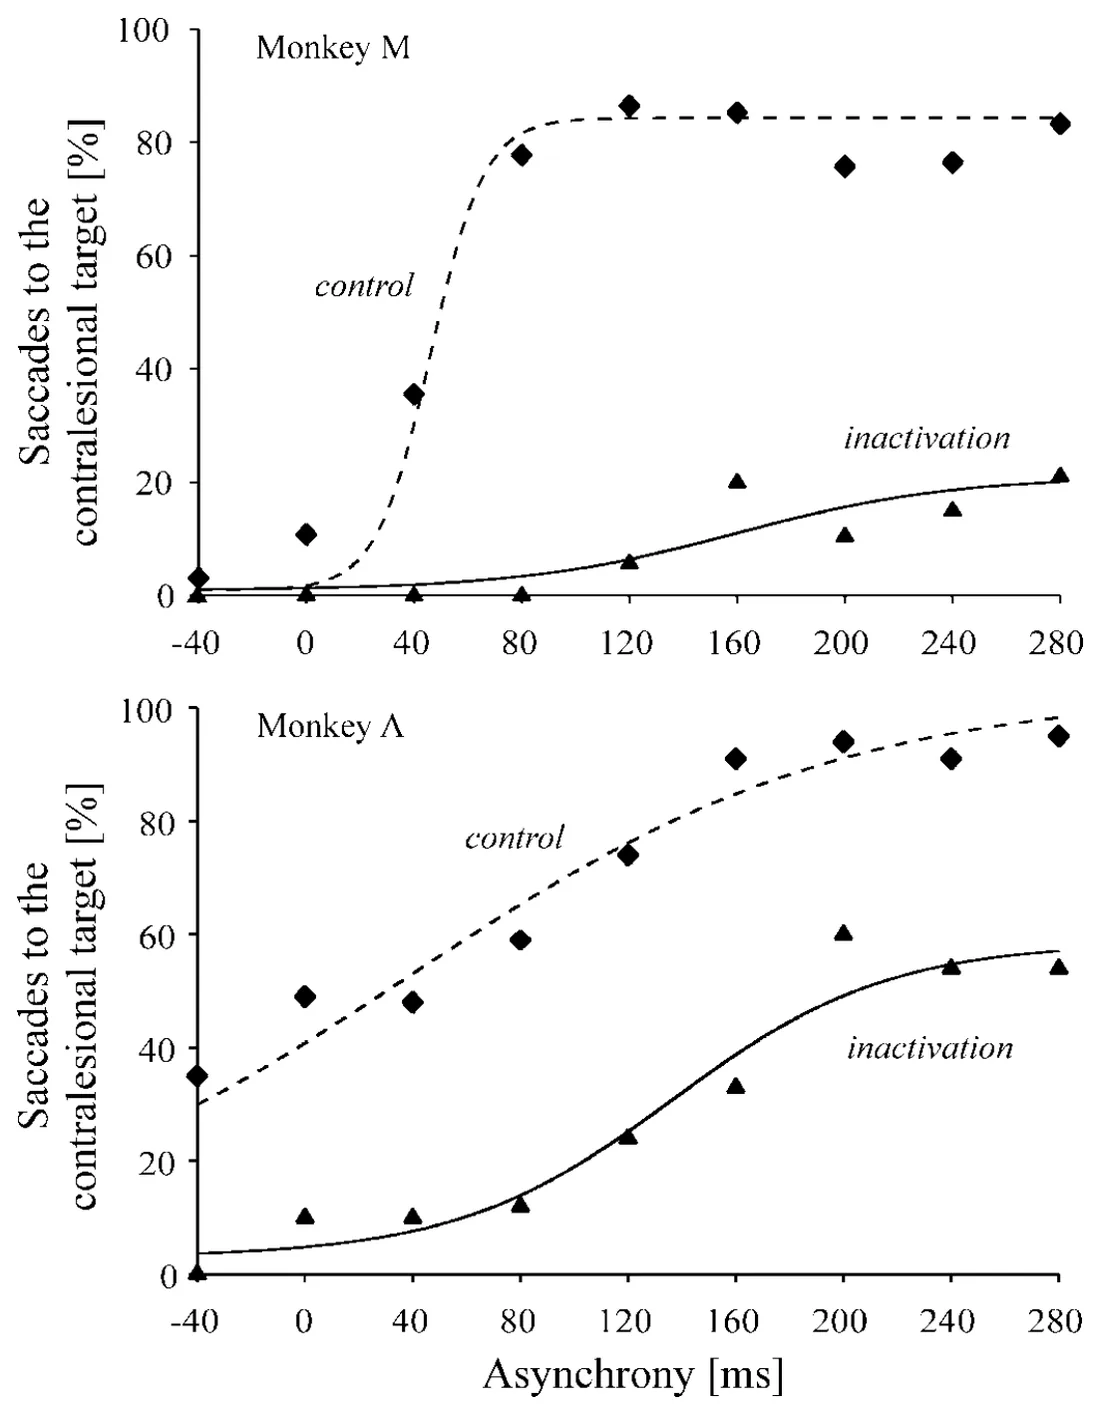 Monkey M
Saccades to the
contralesional target [%]
100
80
60
40
20
0
control
inactivation
-40 0 40 80 120 160 200 240 280
Monkey A
Saccades to the
contralesional target [%]
100
80
60
40
20
0
control
inactivation
-40 0 40 80 120 160 200 240 280
Asynchrony [ms]